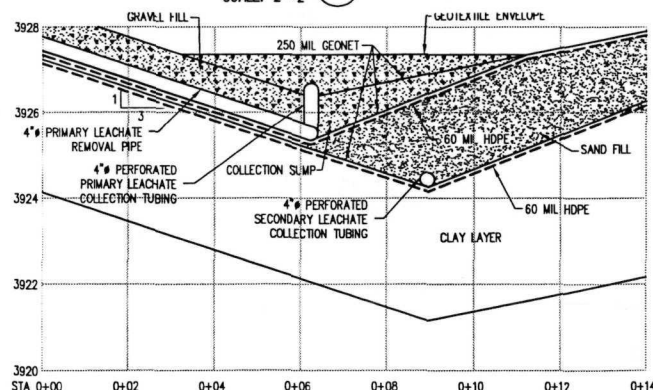 3928
GRAVEL FILL
GEOTEXTILE ENVELOPE
250 MIL GEONET
3926
1
3
4"ø PRIMARY LEACHATE
REMOVAL PIPE
60 MIL HDPE
SAND FILL
4"ø PERFORATED
PRIMARY LEACHATE
COLLECTION TUBING
COLLECTION SUMP
3924
4"ø PERFORATED
SECONDARY LEACHATE
COLLECTION TUBING
60 MIL HDPE
CLAY LAYER
3922
3920
STA 0+00
0+02
0+04
0+06
0+08
0+10
0+12
0+14